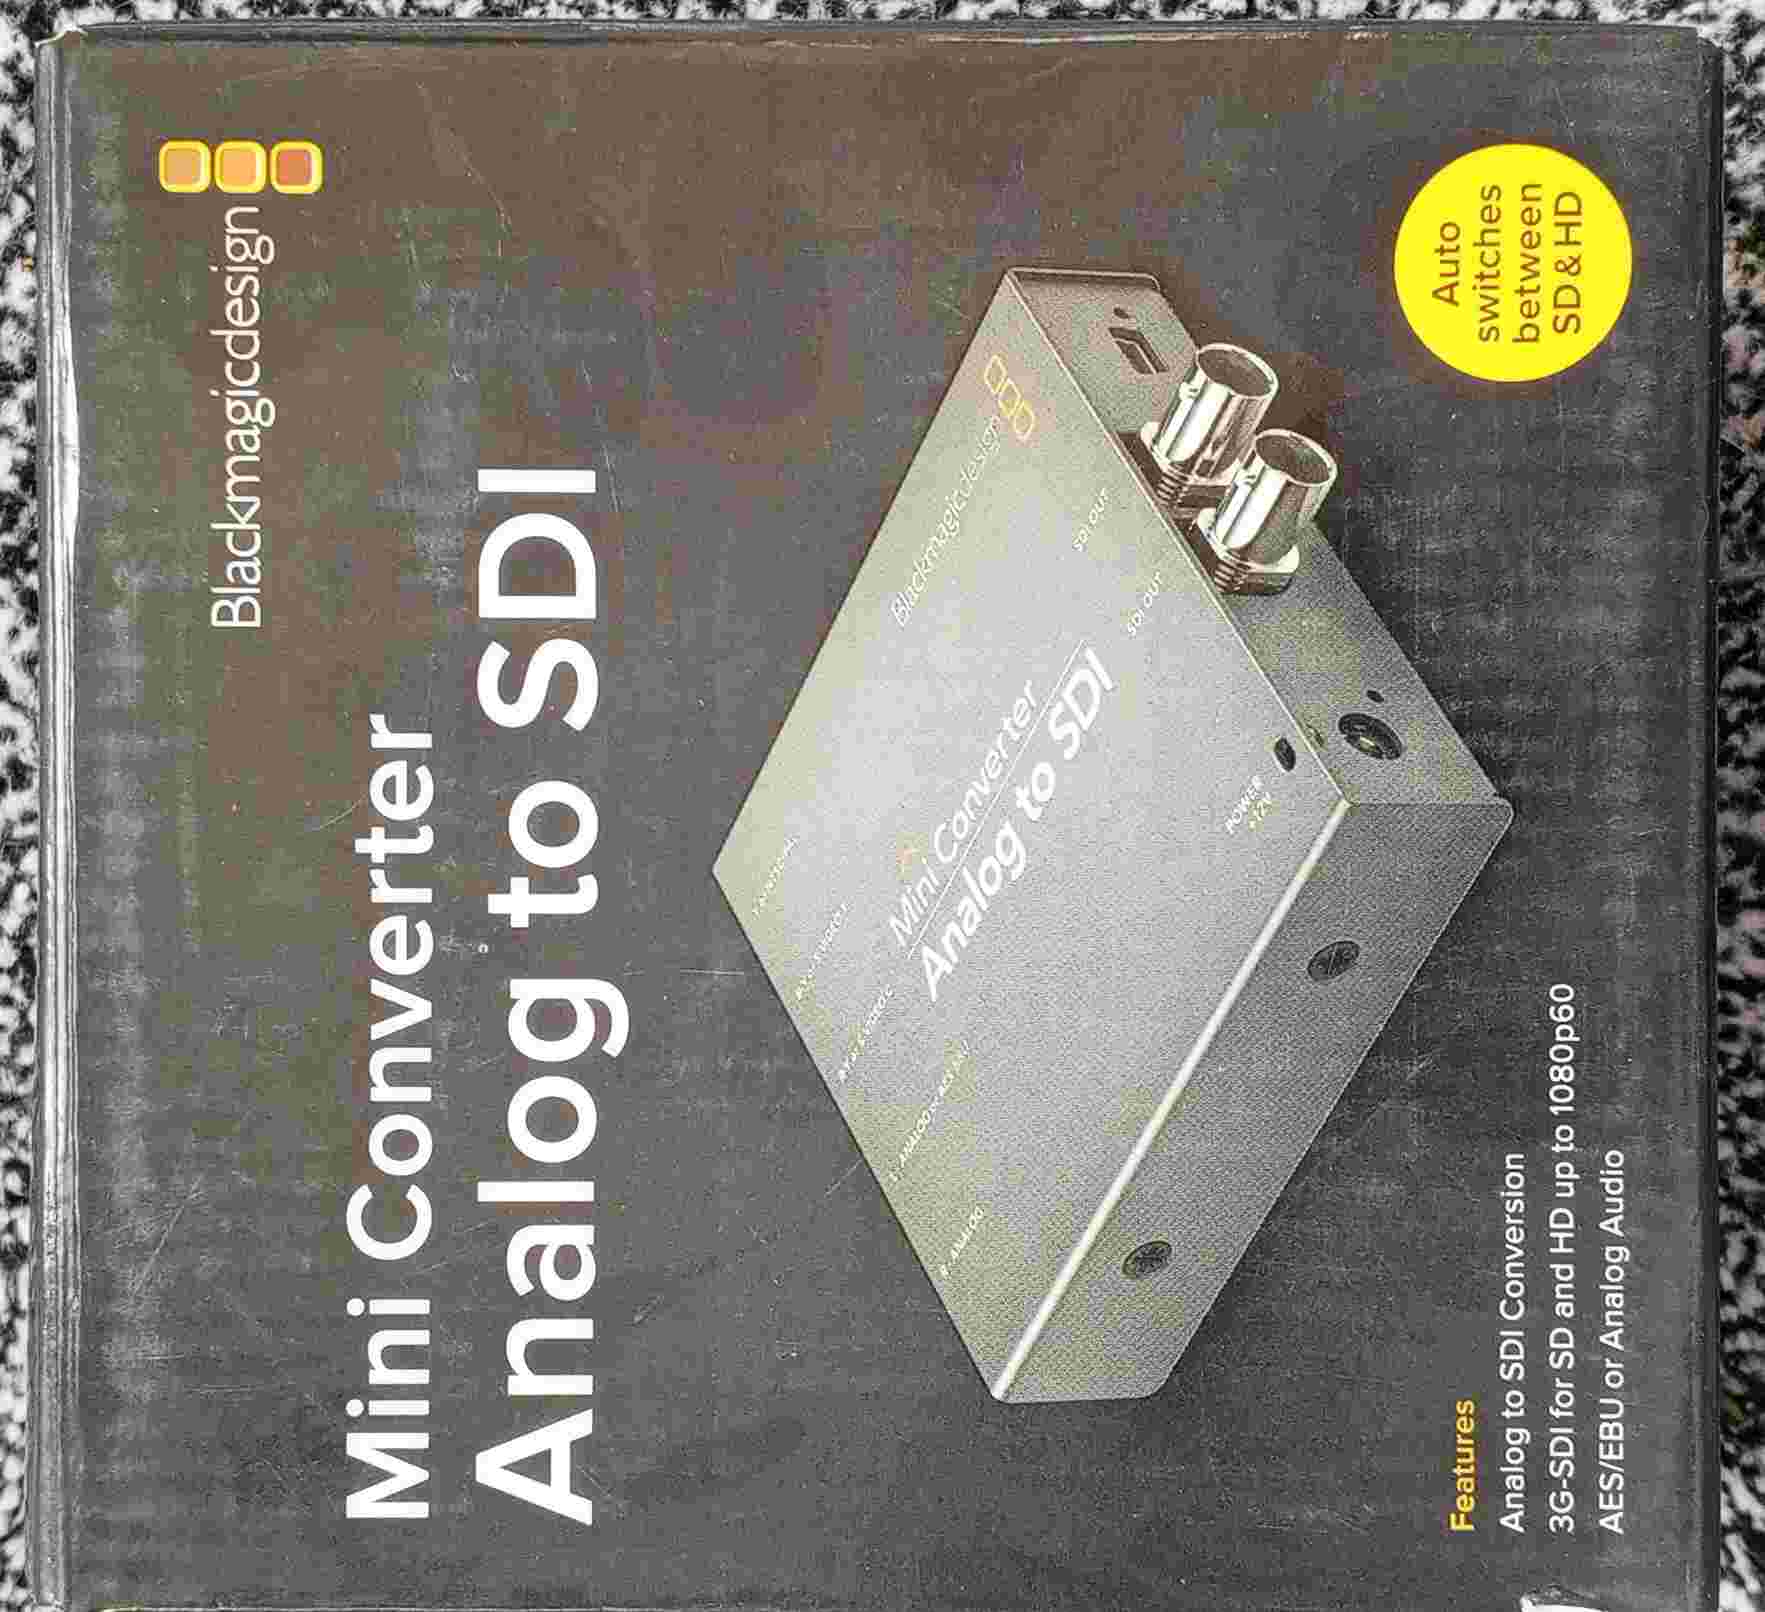 Blackmagicdesign
Mini Converter
Analog to SDI
Blackmagicdesign
SDI OUT
SDI OUT
Mini Converter
Analog to SDI
POWER
+12V
R - ANALOG
Auto
switches
between
SD & HD
Features
Analog to SDI Conversion
3G-SDI for SD and HD up to 1080p60
AES/EBU or Analog Audio